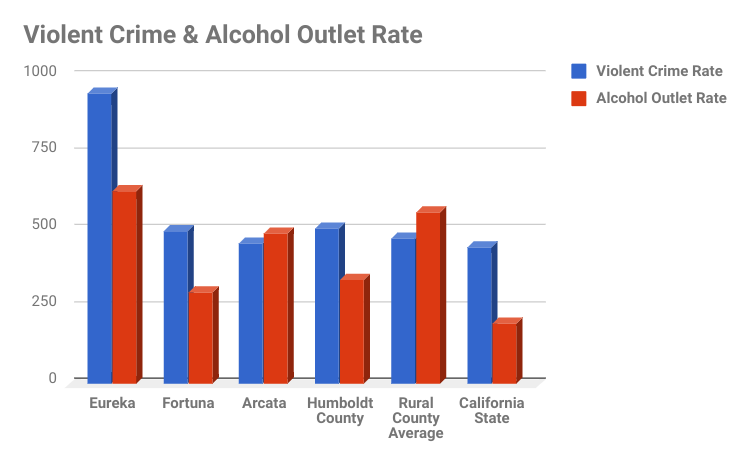 Violent Crime & Alcohol Outlet Rate
1000
750
500
250
0
Violent Crime Rate
Alcohol Outlet Rate
Eureka
Fortuna
Arcata
Humboldt
County
Rural
County
Average
California
State